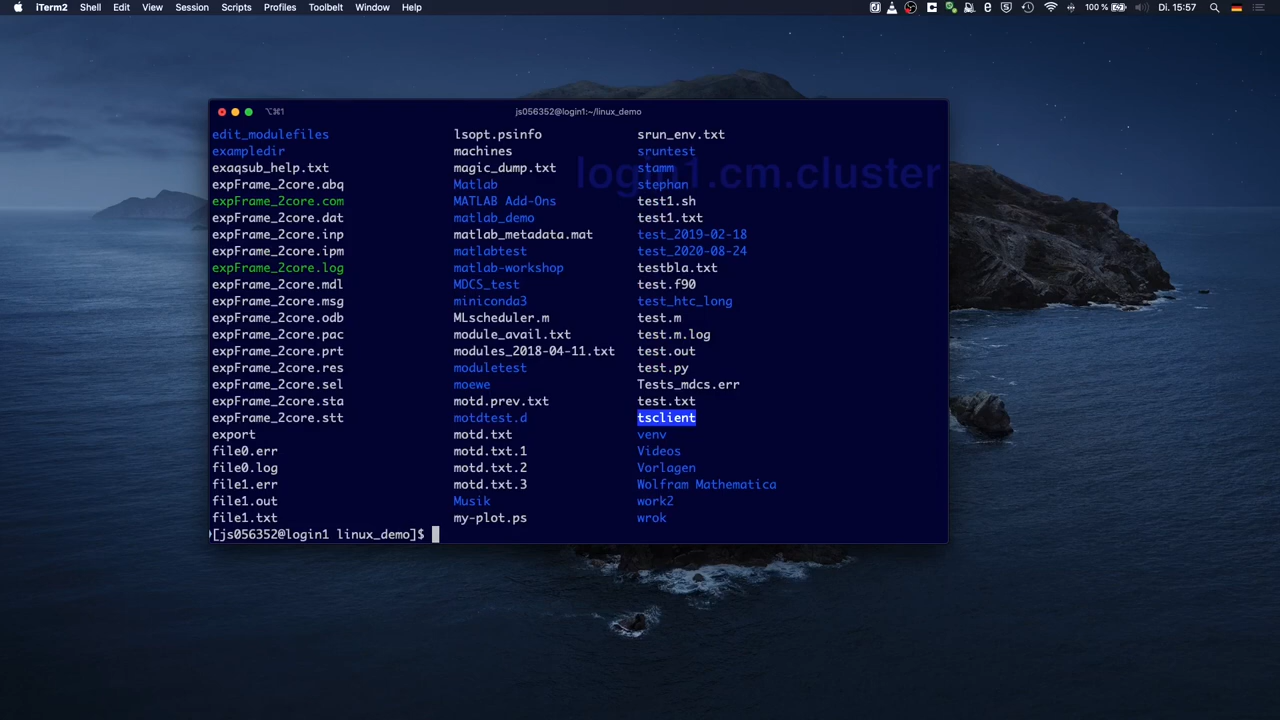 iTerm2 Shell Edit View Session Scripts Profiles Toolbelt Window Help 100 % Di. 15:57
⌥⌘1 js056352@login1:~/linux_demo
login1.cm.cluster
edit_modulefiles lsopt.psinfo srun_env.txt
exampledir machines sruntest
exaqsub_help.txt magic_dump.txt stamm
expFrame_2core.abq Matlab stephan
expFrame_2core.com MATLAB Add-Ons test1.sh
expFrame_2core.dat matlab_demo test1.txt
expFrame_2core.inp matlab_metadata.mat test_2019-02-18
expFrame_2core.ipm matlabtest test_2020-08-24
expFrame_2core.log matlab-workshop testbla.txt
expFrame_2core.mdl MDCS_test test.f90
expFrame_2core.msg miniconda3 test_htc_long
expFrame_2core.odb MLscheduler.m test.m
expFrame_2core.pac module_avail.txt test.m.log
expFrame_2core.prt modules_2018-04-11.txt test.out
expFrame_2core.res moduletest test.py
expFrame_2core.sel moewe Tests_mdcs.err
expFrame_2core.sta motd.prev.txt test.txt
expFrame_2core.stt motdtest.d tsclient
export motd.txt venv
file0.err motd.txt.1 Videos
file0.log motd.txt.2 Vorlagen
file1.err motd.txt.3 Wolfram Mathematica
file1.out Musik work2
file1.txt my-plot.ps wrok
[js056352@login1 linux_demo]$